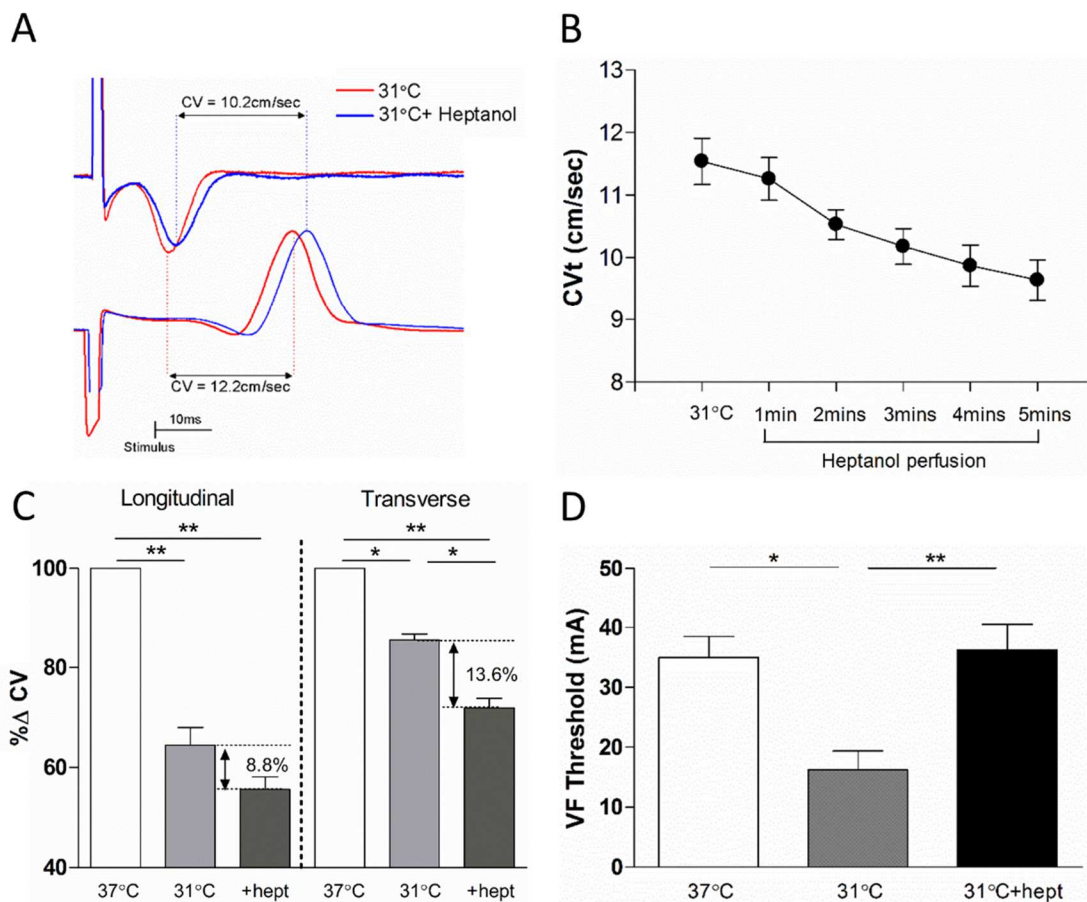 A
31°C
31°C+ Heptanol
CV = 10.2cm/sec
CV = 12.2cm/sec
10ms
Stimulus
B
CVt (cm/sec)
13
12
11
10
9
8
31°C 1min 2mins 3mins 4mins 5mins
Heptanol perfusion
C
Longitudinal Transverse
** **
** * *
%Δ CV
100
80
60
40
8.8%
13.6%
37°C 31°C +hept 37°C 31°C +hept
D
* **
VF Threshold (mA)
50
40
30
20
10
0
37°C 31°C 31°C+hept